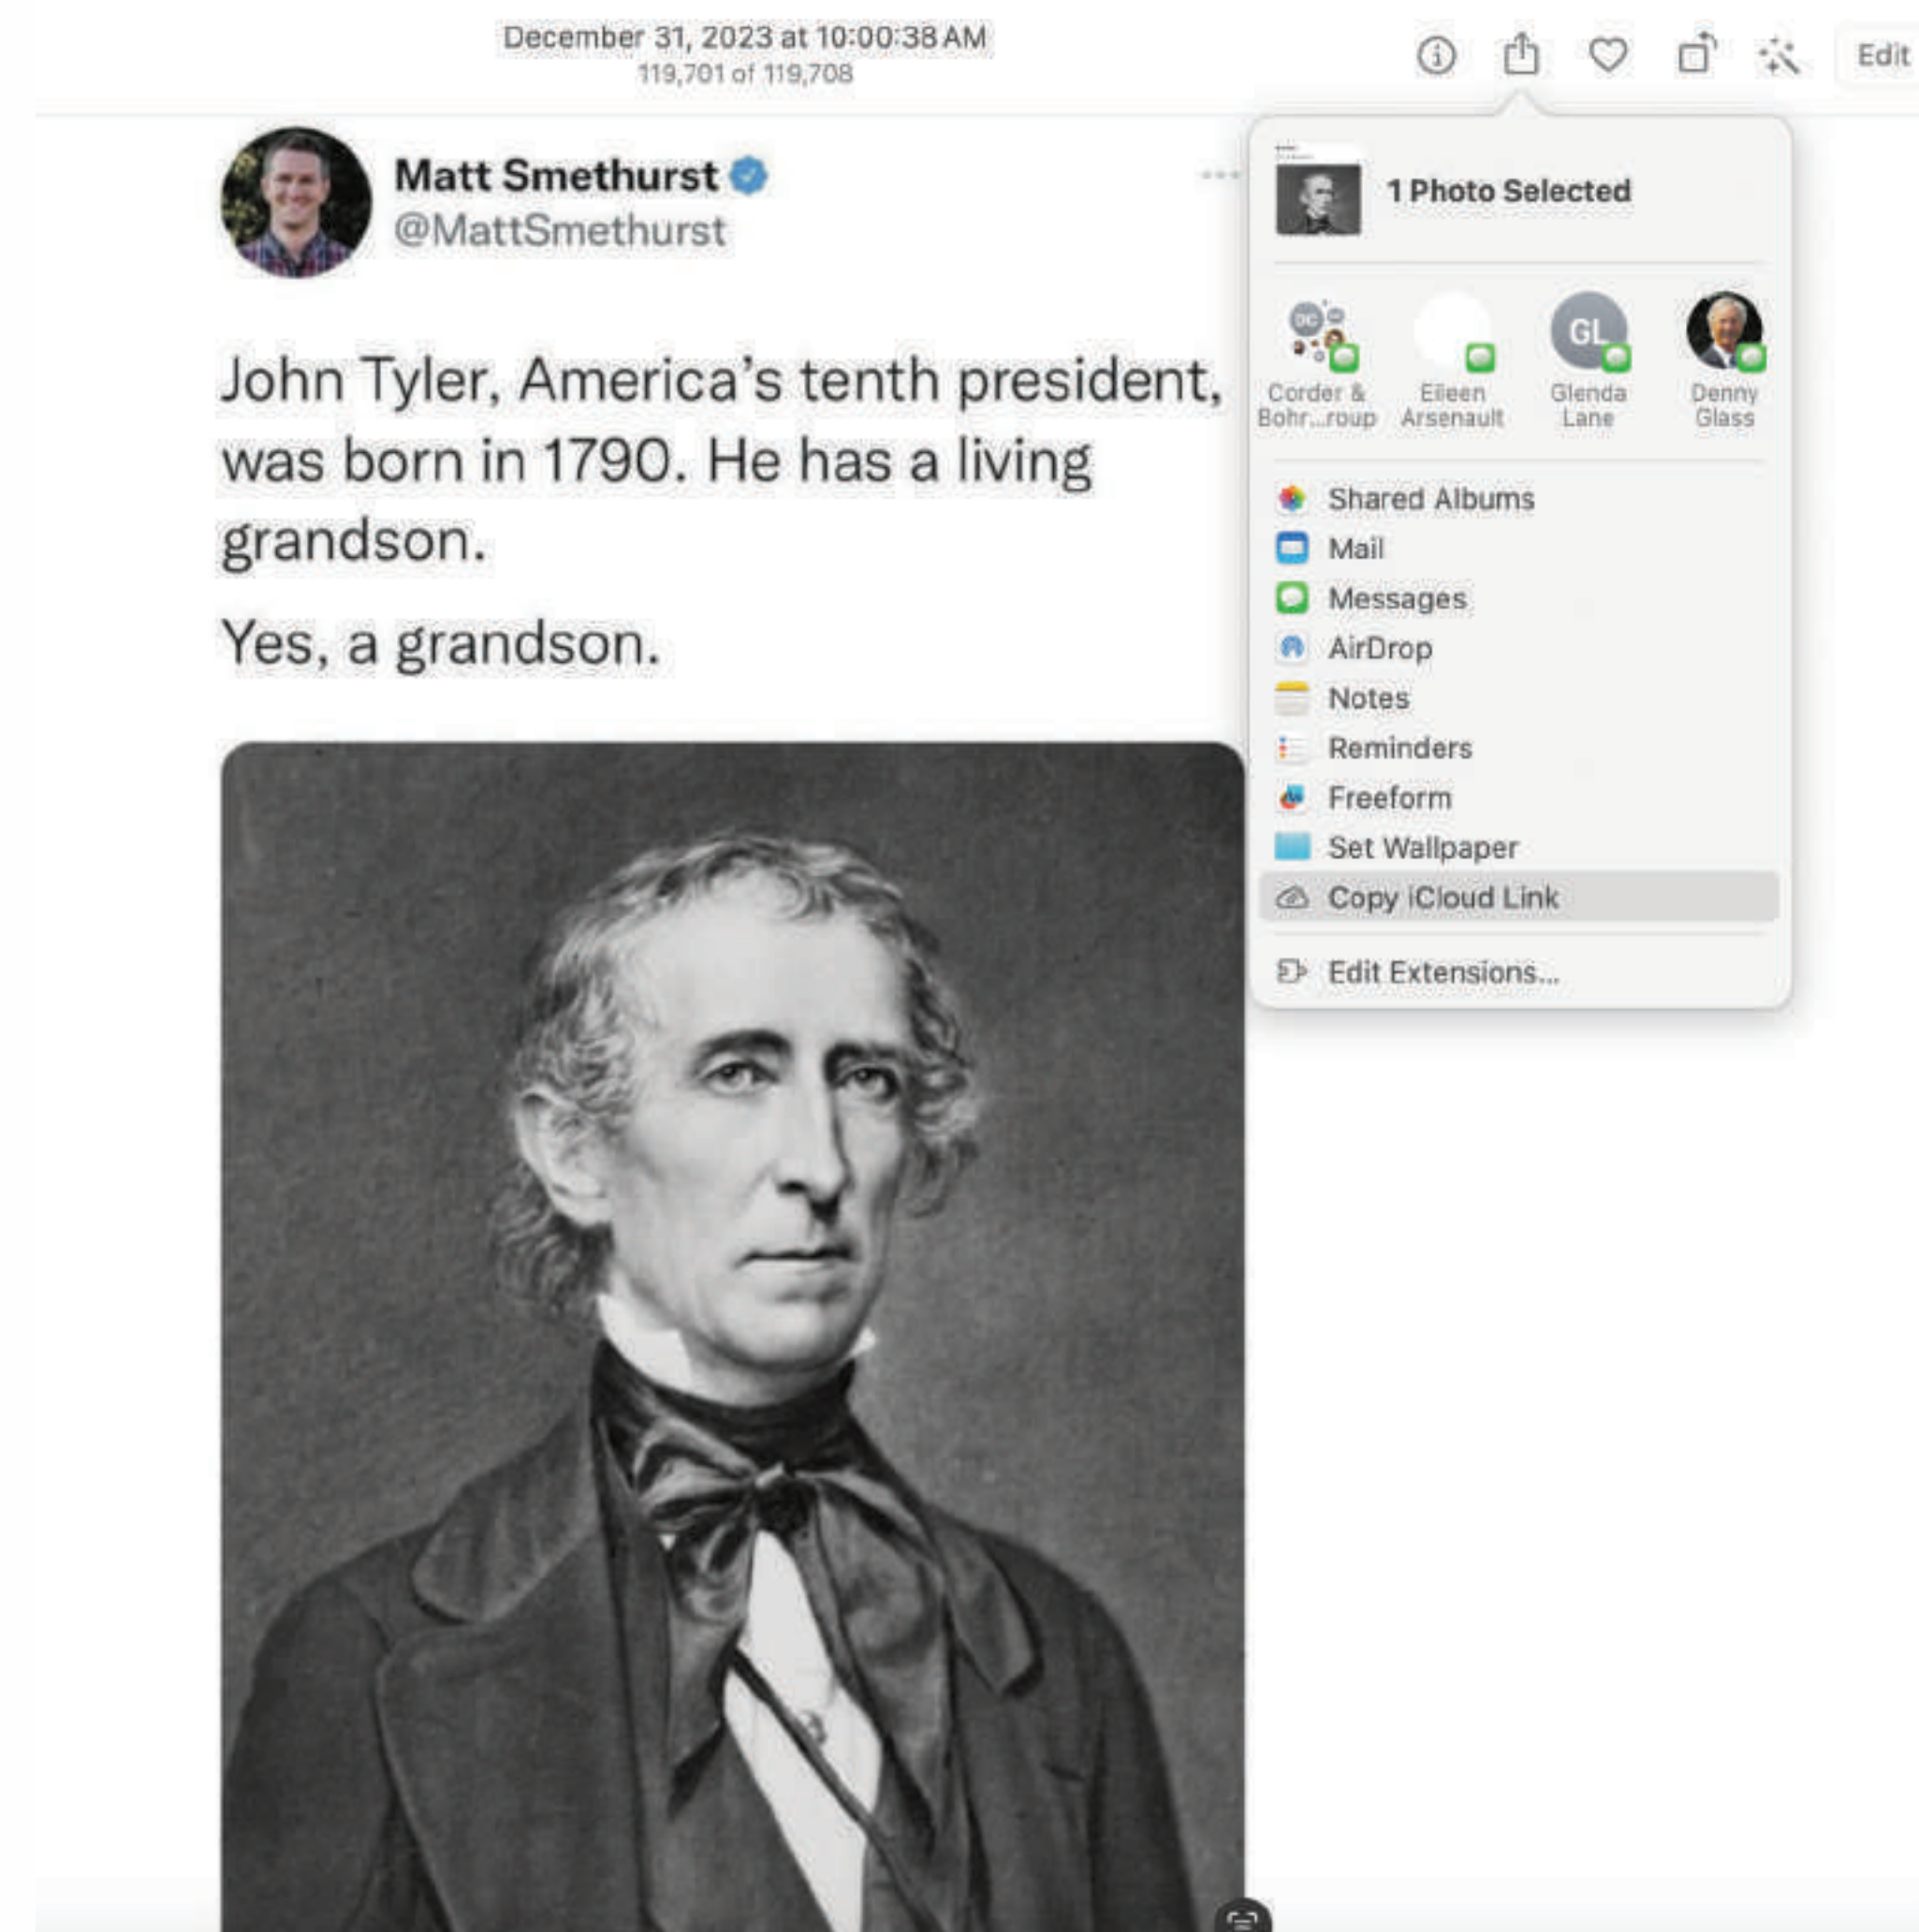 December 31, 2023 at 10:00:38 AM
119,701 of 119,708
Edit
Matt Smethurst
@MattSmethurst
John Tyler, America's tenth president,
was born in 1790. He has a living
grandson.
Yes, a grandson.
1 Photo Selected
DC
GL
Corder &
Bohr...roup
Eileen
Arsenault
Glenda
Lane
Denny
Glass
Shared Albums
Mail
Messages
AirDrop
Notes
Reminders
Freeform
Set Wallpaper
Copy iCloud Link
Edit Extensions...